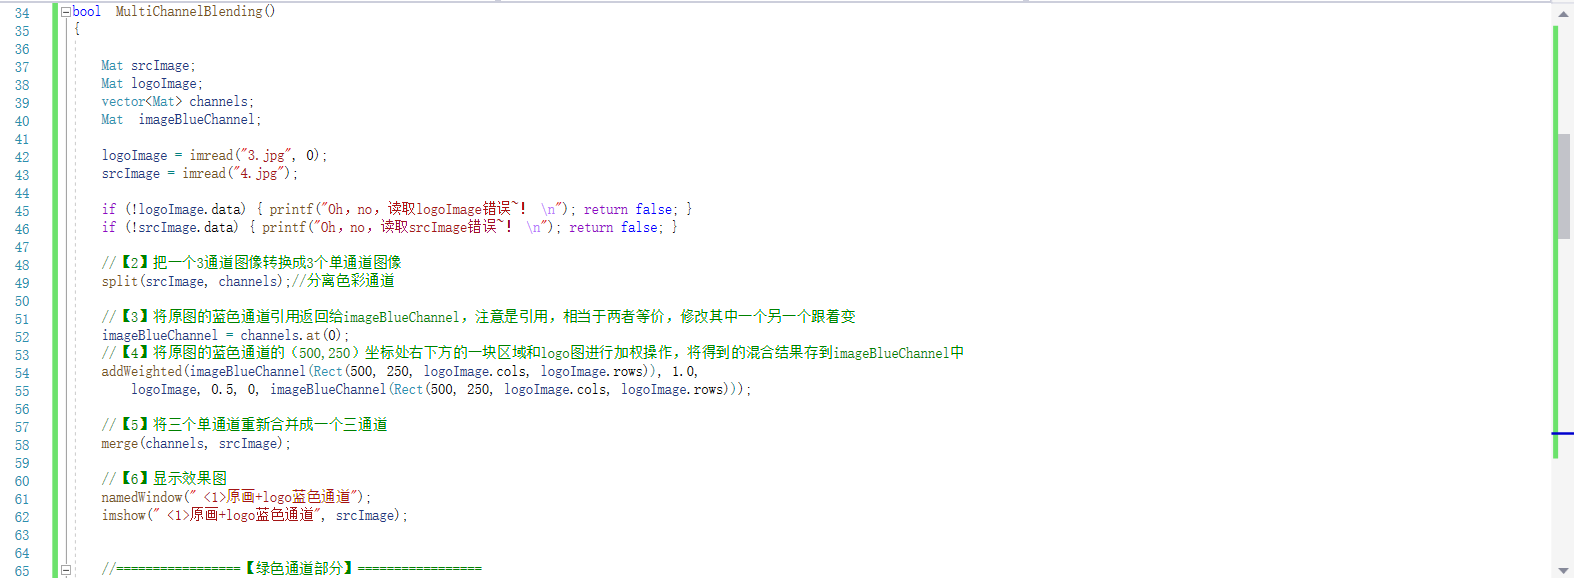 34 bool  MultiChannelBlending()
35 {
36
37     Mat srcImage;
38     Mat logoImage;
39     vector<Mat> channels;
40     Mat  imageBlueChannel;
41
42     logoImage = imread("3.jpg", 0);
43     srcImage = imread("4.jpg");
44
45     if (!logoImage.data) { printf("Oh，no，读取logoImage错误~！ \n"); return false; }
46     if (!srcImage.data) { printf("Oh，no，读取srcImage错误~！ \n"); return false; }
47
48     //【2】把一个3通道图像转换成3个单通道图像
49     split(srcImage, channels);//分离色彩通道
50
51     //【3】将原图的蓝色通道引用返回给imageBlueChannel，注意是引用，相当于两者等价，修改其中一个另一个跟着变
52     imageBlueChannel = channels.at(0);
53     //【4】将原图的蓝色通道的（500,250）坐标处右下方的一块区域和logo图进行加权操作，将得到的混合结果存到imageBlueChannel中
54     addWeighted(imageBlueChannel(Rect(500, 250, logoImage.cols, logoImage.rows)), 1.0,
55         logoImage, 0.5, 0, imageBlueChannel(Rect(500, 250, logoImage.cols, logoImage.rows)));
56
57     //【5】将三个单通道重新合并成一个三通道
58     merge(channels, srcImage);
59
60     //【6】显示效果图
61     namedWindow(" <1>原画+logo蓝色通道");
62     imshow(" <1>原画+logo蓝色通道", srcImage);
63
64
65     //=================【绿色通道部分】=================